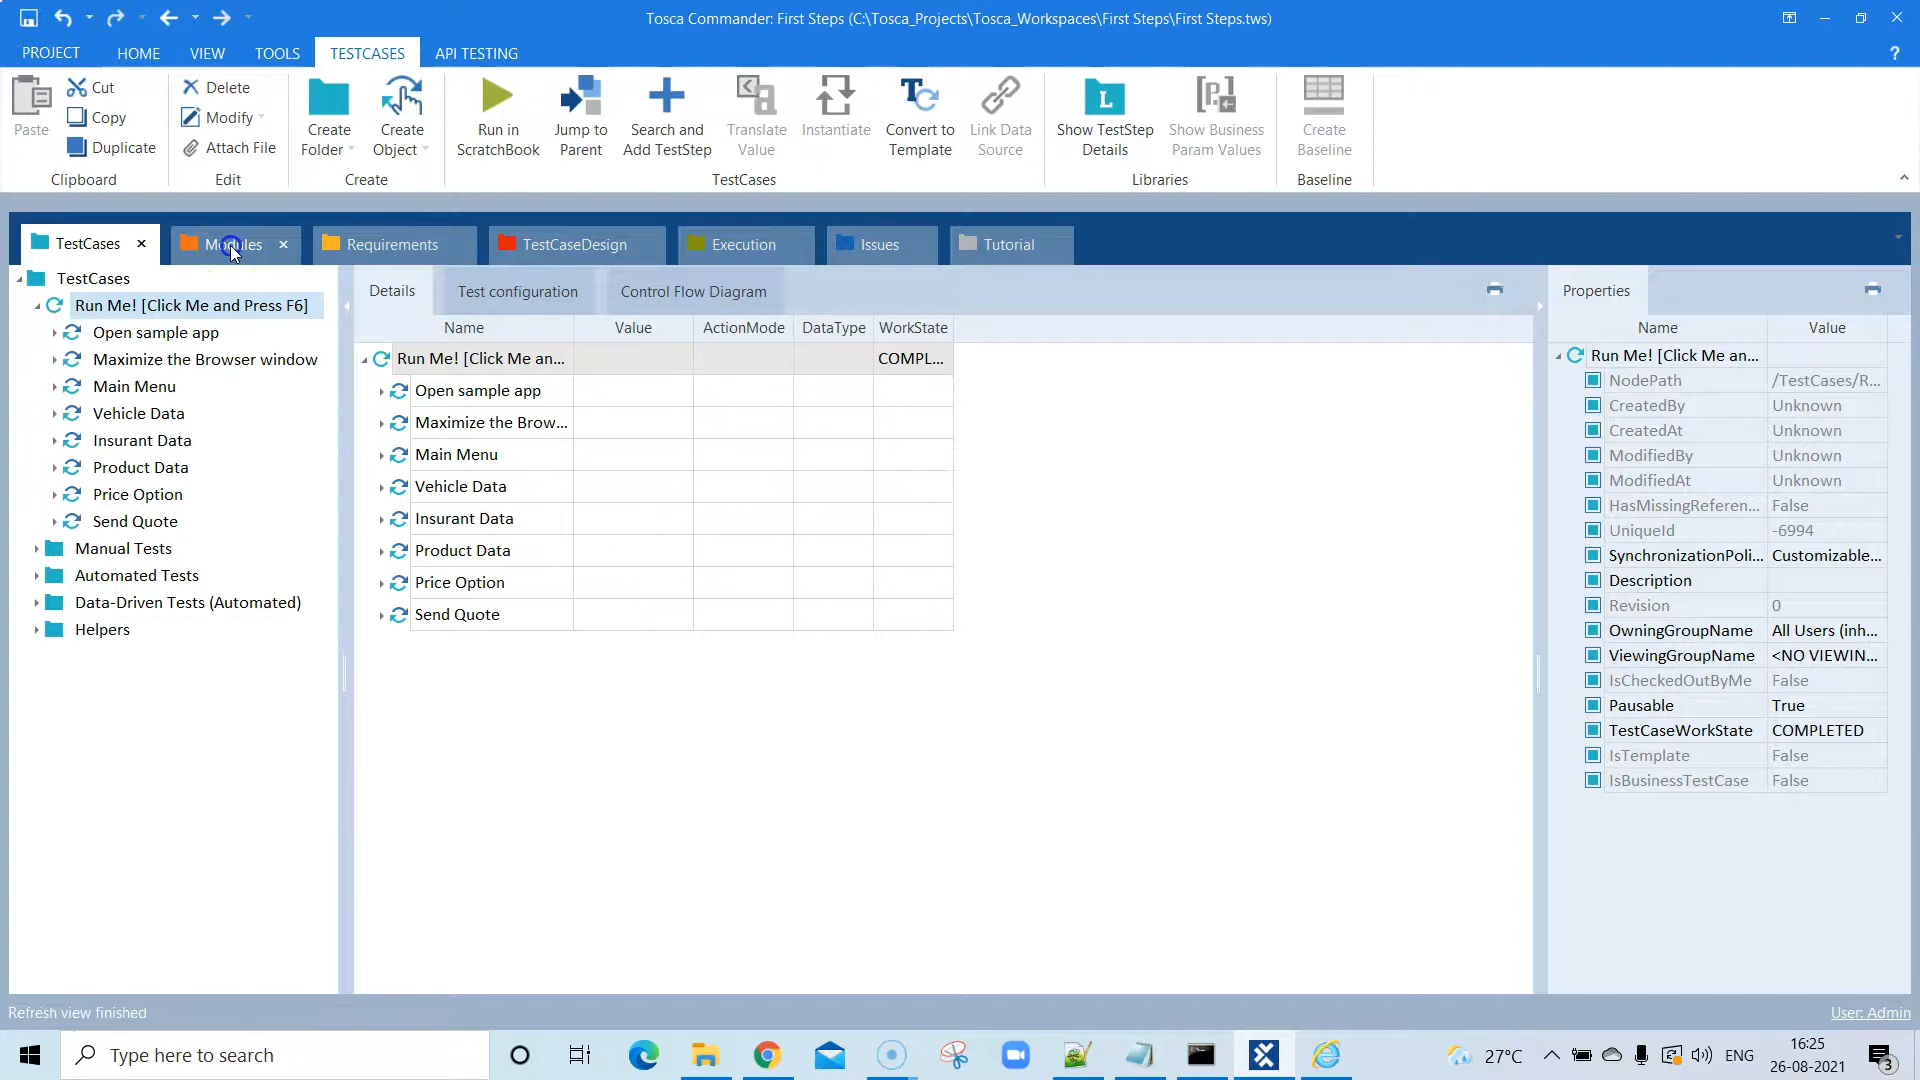 Tosca Commander: First Steps (C:\Tosca_Projects\Tosca_Workspaces\First Steps\First Steps.tws)
PROJECT HOME VIEW TOOLS TESTCASES API TESTING ?
Paste Cut Copy Duplicate Clipboard
Delete Modify Attach File Edit
Create Folder Create Object Create
Run in ScratchBook Jump to Parent Search and Add TestStep Translate Value Instantiate Convert to Template Link Data Source TestCases
Show TestStep Details Show Business Param Values Libraries
Create Baseline Baseline
TestCases Modules Requirements TestCaseDesign Execution Issues Tutorial
TestCases
Run Me! [Click Me and Press F6]
Open sample app
Maximize the Browser window
Main Menu
Vehicle Data
Insurant Data
Product Data
Price Option
Send Quote
Manual Tests
Automated Tests
Data-Driven Tests (Automated)
Helpers
Details Test configuration Control Flow Diagram
Name Value ActionMode DataType WorkState
Run Me! [Click Me an... COMPL...
Open sample app
Maximize the Brow...
Main Menu
Vehicle Data
Insurant Data
Product Data
Price Option
Send Quote
Properties
Name Value
Run Me! [Click Me an...
NodePath /TestCases/R...
CreatedBy Unknown
CreatedAt Unknown
ModifiedBy Unknown
ModifiedAt Unknown
HasMissingReferen... False
UniqueId -6994
SynchronizationPoli... Customizable...
Description
Revision 0
OwningGroupName All Users (inh...
ViewingGroupName <NO VIEWIN...
IsCheckedOutByMe False
Pausable True
TestCaseWorkState COMPLETED
IsTemplate False
IsBusinessTestCase False
Refresh view finished User: Admin
Type here to search 27°C ENG 16:25
26-08-2021 3